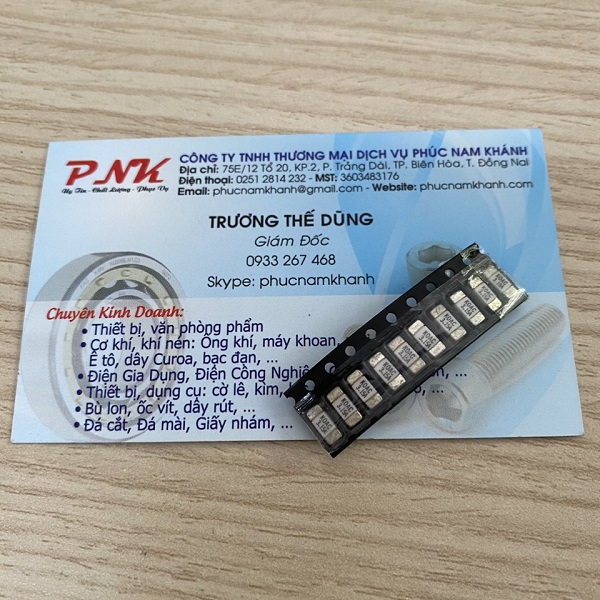 PNK
Uy Tín - Chất Lượng - Phục Vụ
CÔNG TY TNHH THƯƠNG MẠI DỊCH VỤ PHÚC NAM KHÁNH
Địa chỉ: 75E/12 Tổ 20, KP.2, P. Trảng Dài, TP. Biên Hòa, T. Đồng Nai
Điện thoại: 0251 2814 232 - MST: 3603483176
Email: phucnamkhanh@gmail.com - Website: phucnamkhanh.com
TRƯƠNG THẾ DŨNG
Giám Đốc
0933 267 468
Skype: phucnamkhanh
Chuyên Kinh Doanh:
• Thiết bị, văn phòng phẩm
• Cơ khí, khí nén: Ống khí, máy khoan,
Ê tô, dây Curoa, bạc đạn, ...
• Điện Gia Dụng, Điện Công Nghiệ
• Thiết bị, dụng cụ: cờ lê, kìm,
• Bù lon, ốc vít, dây rút, ...
• Đá cắt, Đá mài, Giấy nhám, ...